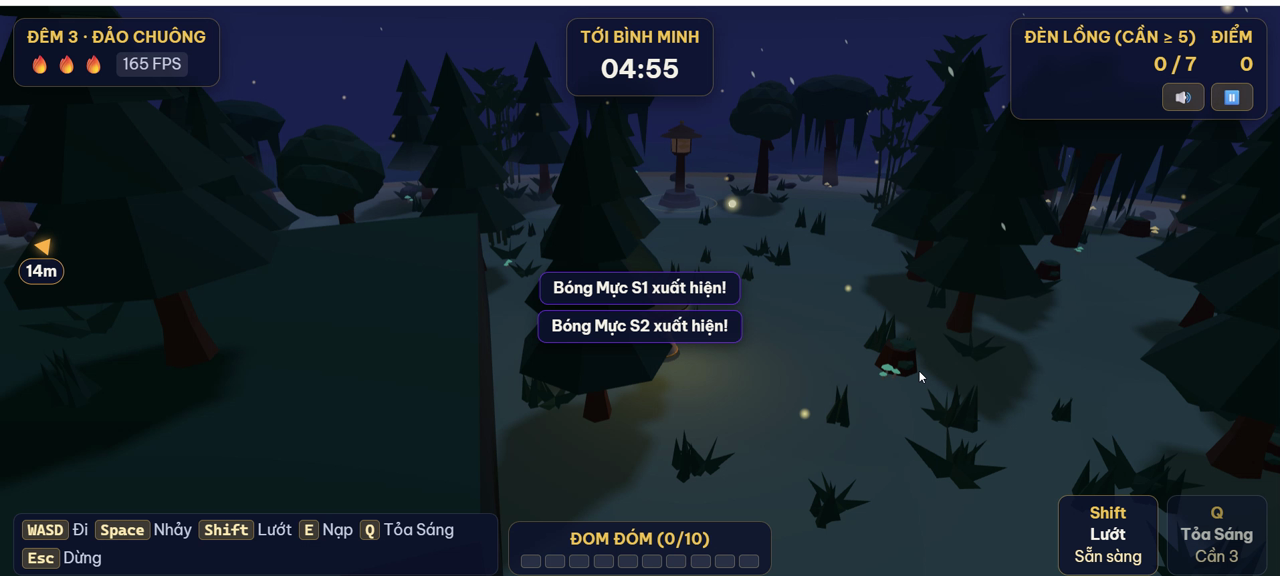 ĐÊM 3 · ĐẢO CHUÔNG
165 FPS
TỚI BÌNH MINH
04:55
ĐÈN LỒNG (CẦN ≥ 5) ĐIỂM
0 / 7 0
14m
Bóng Mực S1 xuất hiện!
Bóng Mực S2 xuất hiện!
WASD Đi Space Nhảy Shift Lướt E Nạp Q Tỏa Sáng
Esc Dừng
ĐOM ĐÓM (0/10)
Shift
Lướt
Sẵn sàng
Q
Tỏa Sáng
Cần 3